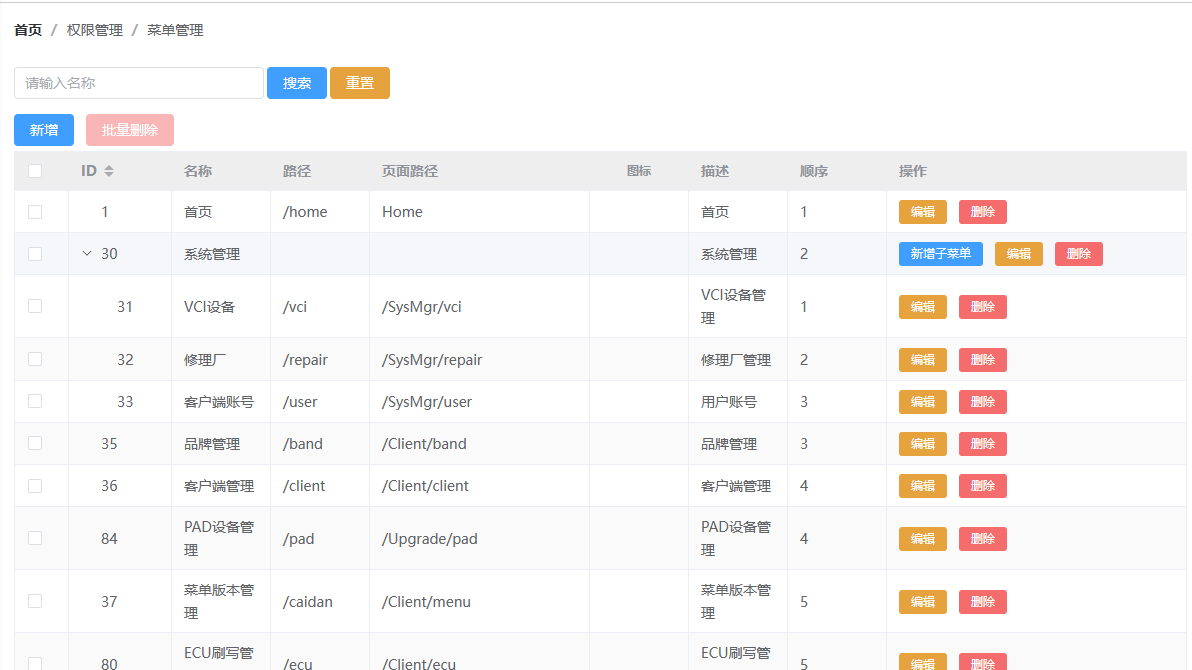 首页 / 权限管理 / 菜单管理
请输入名称 搜索 重置
新增 批量删除
ID 名称 路径 页面路径 图标 描述 顺序 操作
1 首页 /home Home 首页 1 编辑 删除
30 系统管理 系统管理 2 新增子菜单 编辑 删除
31 VCI设备 /vci /SysMgr/vci VCI设备管 1 编辑 删除
理
32 修理厂 /repair /SysMgr/repair 修理厂管理 2 编辑 删除
33 客户端账号 /user /SysMgr/user 用户账号 3 编辑 删除
35 品牌管理 /band /Client/band 品牌管理 3 编辑 删除
36 客户端管理 /client /Client/client 客户端管理 4 编辑 删除
84 PAD设备管 /pad /Upgrade/pad PAD设备管 4 编辑 删除
理 理
37 菜单版本管 /caidan /Client/menu 菜单版本管 5 编辑 删除
理 理
80 ECU刷写管 /ecu /Client/ecu ECU刷写管 5 编辑 删除